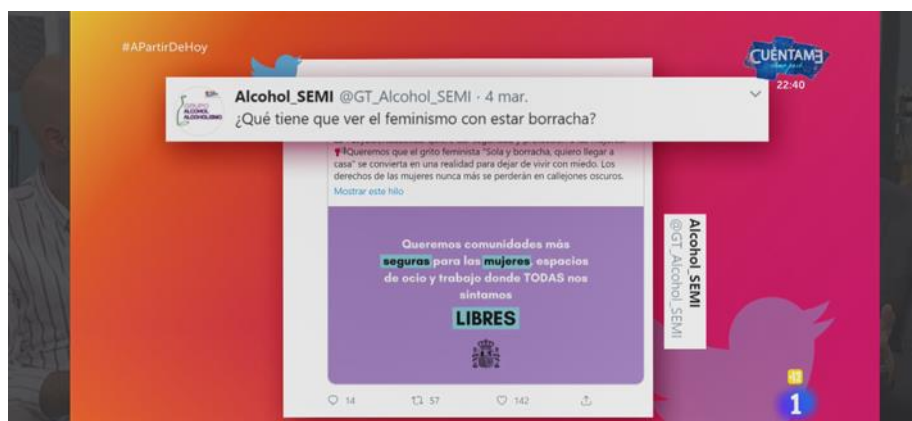 #APartirDeHoy
CUÉNTAME
22:40
Alcohol_SEMI @GT_Alcohol_SEMI · 4 mar.
¿Qué tiene que ver el feminismo con estar borracha?
GRUPO
ALCOHOL
ALCOHOLISMO
Queremos que el grito feminista "Sola y borracha, quiero llegar a
casa" se convierta en una realidad para dejar de vivir con miedo. Los
derechos de las mujeres nunca más se perderán en callejones oscuros.
Mostrar este hilo
Queremos comunidades más
seguras para las mujeres, espacios
de ocio y trabajo donde TODAS nos
sintamos
LIBRES
14 57 142
Alcohol_SEMI
@GT_Alcohol_SEMI
12
1